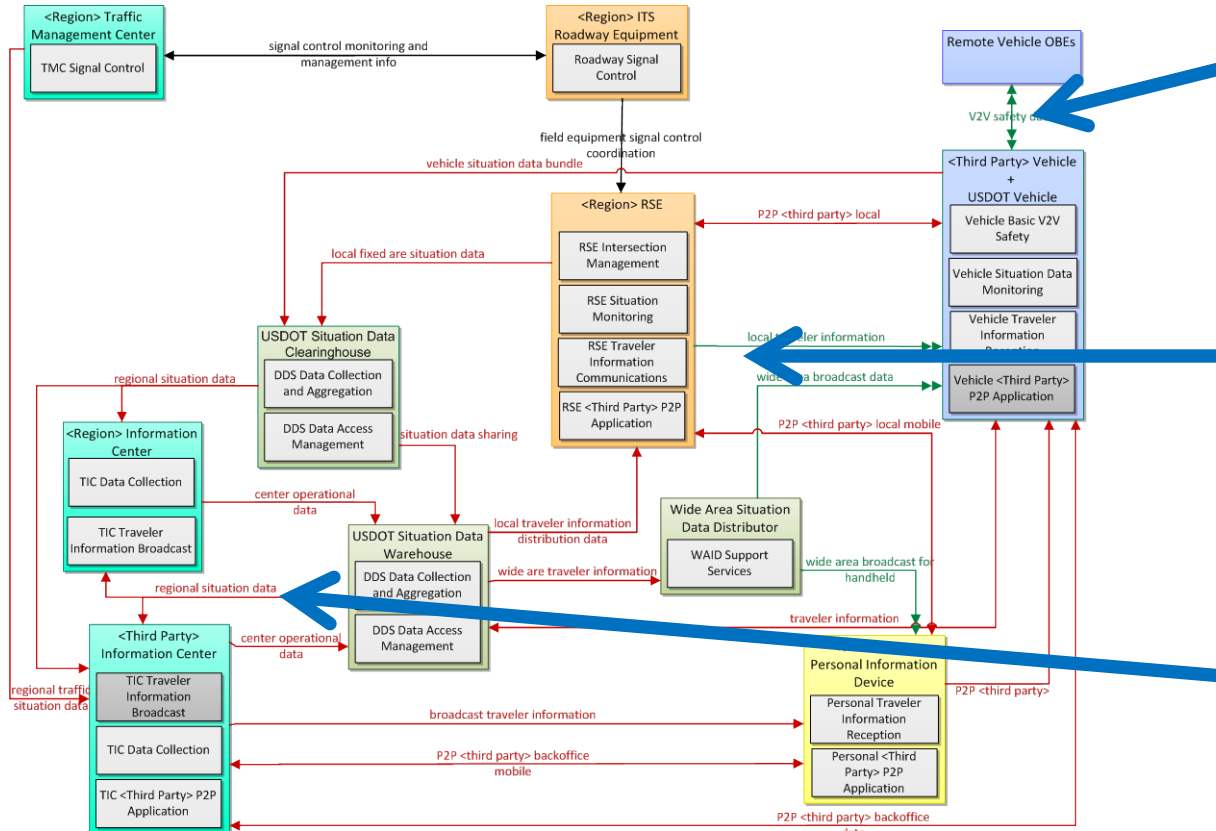 <Region> Traffic
Management Center
TMC Signal Control
signal control monitoring and
management info
<Region> ITS
Roadway Equipment
Roadway Signal
Control
Remote Vehicle OBEs
V2V safety
field equipment signal control
coordination
vehicle situation data bundle
<Third Party> Vehicle
+
USDOT Vehicle
Vehicle Basic V2V
Safety
Vehicle Situation Data
Monitoring
Vehicle Traveler
Information
Vehicle <Third Party>
P2P Application
<Region> RSE
RSE Intersection
Management
RSE Situation
Monitoring
RSE Traveler
Information
Communications
RSE <Third Party> P2P
Application
P2P <third party> local
local fixed are situation data
local traveler information
wide area broadcast data
P2P <third party> local mobile
USDOT Situation Data
Clearinghouse
DDS Data Collection
and Aggregation
DDS Data Access
Management
regional situation data
situation data sharing
<Region> Information
Center
TIC Data Collection
TIC Traveler
Information Broadcast
center operational
data
USDOT Situation Data
Warehouse
DDS Data Collection
and Aggregation
DDS Data Access
Management
local traveler information
distribution data
wide are traveler information
Wide Area Situation
Data Distributor
WAID Support
Services
wide area broadcast for
handheld
regional situation data
traveler information
<Third Party>
Information Center
TIC Traveler
Information
Broadcast
TIC Data Collection
TIC <Third Party> P2P
Application
center operational
data
regional traffic
situation data
broadcast traveler information
P2P <third party> backoffice
mobile
Personal Information
Device
Personal Traveler
Information
Reception
Personal <Third
Party> P2P
Application
P2P <third party>
P2P <third party> backoffice